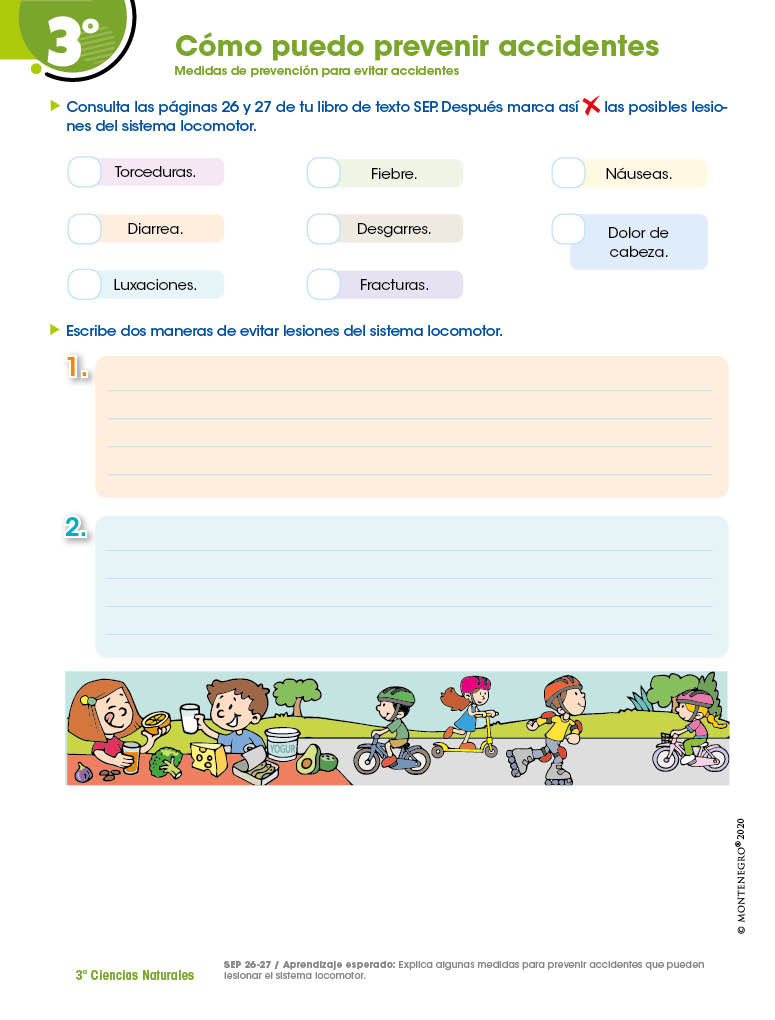 3°
Cómo puedo prevenir accidentes
Medidas de prevención para evitar accidentes
Consulta las páginas 26 y 27 de tu libro de texto SEP. Después marca así las posibles lesio-
nes del sistema locomotor.
Torceduras.
Fiebre.
Náuseas.
Diarrea.
Desgarres.
Dolor de
cabeza.
Luxaciones.
Fracturas.
Escribe dos maneras de evitar lesiones del sistema locomotor.
1.
2.
YOGUR
© MONTENEGRO® 2020
3° Ciencias Naturales
SEP 26-27 / Aprendizaje esperado: Explica algunas medidas para prevenir accidentes que pueden
lesionar el sistema locomotor.